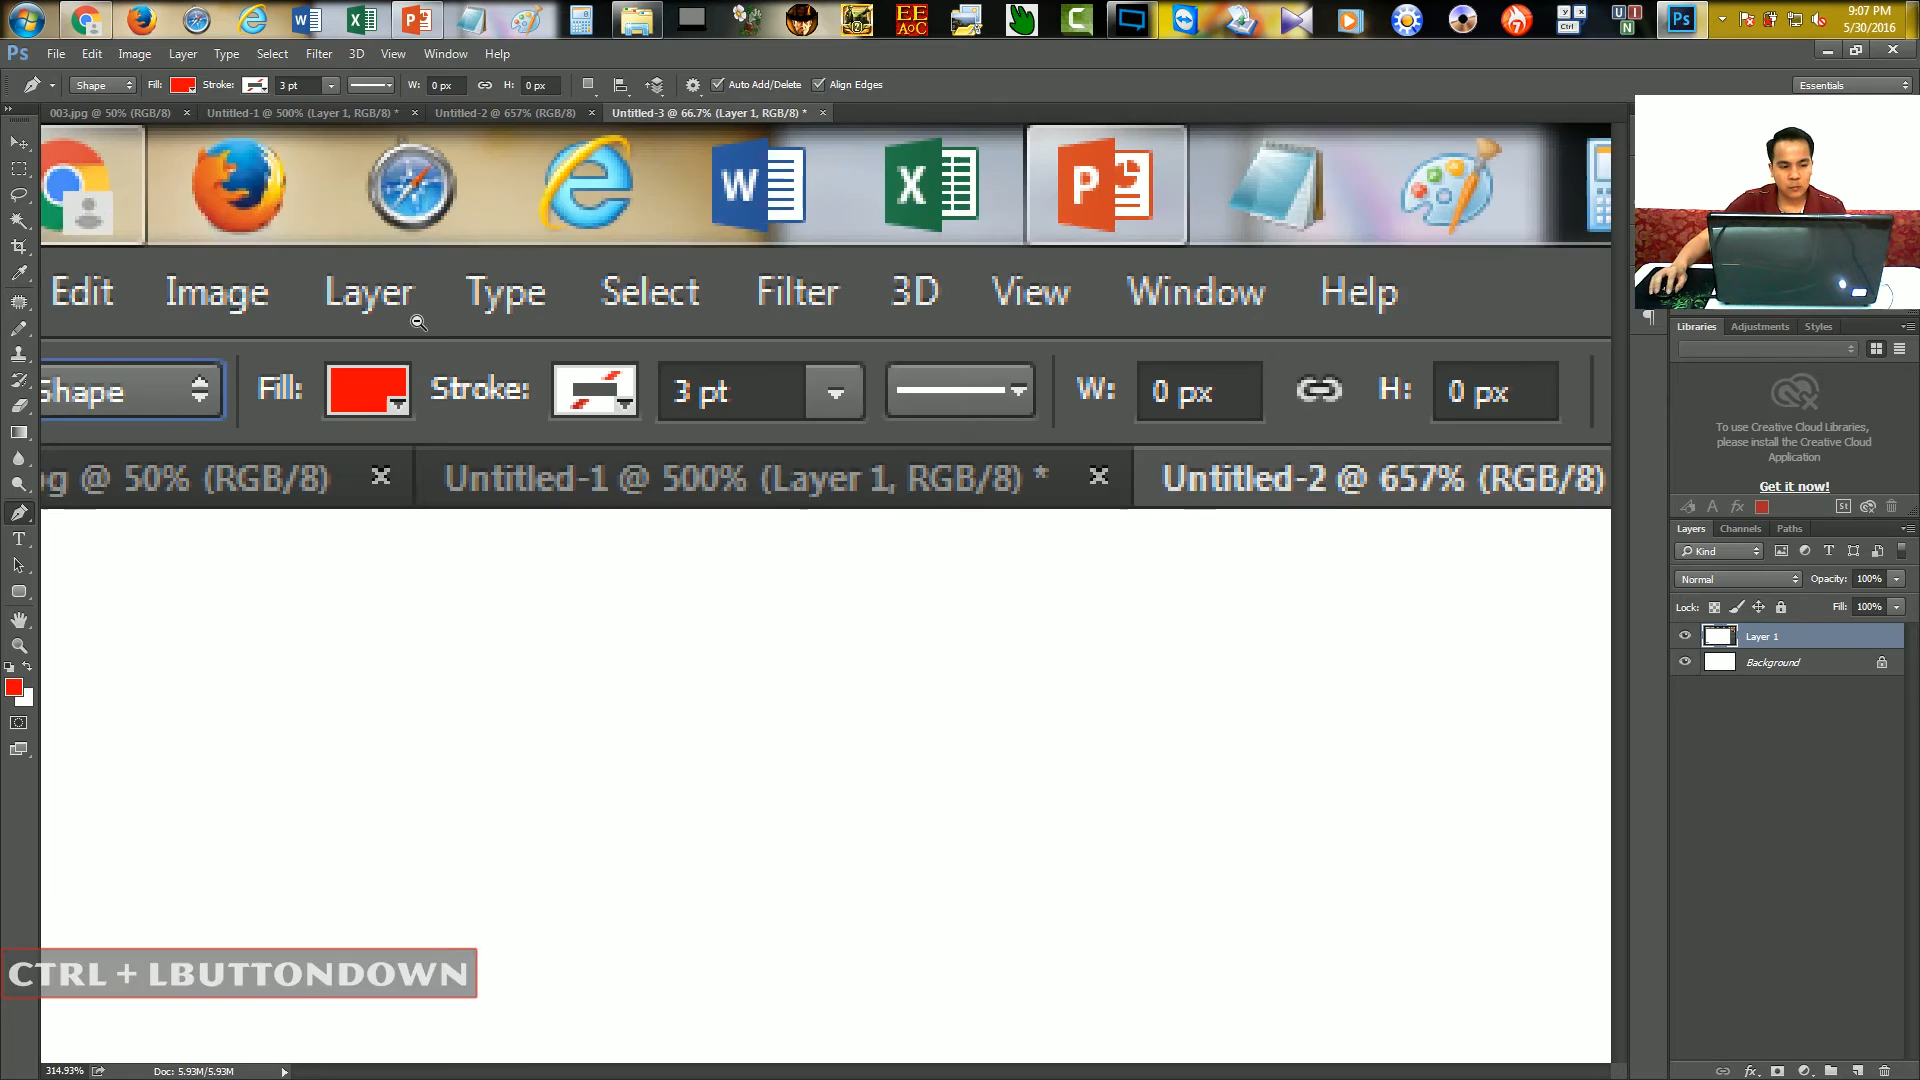 9:07 PM
5/30/2016
Ps
File Edit Image Layer Type Select Filter 3D View Window Help
Shape Fill: Stroke: 3 pt W: 0 px H: 0 px Auto Add/Delete Align Edges Essentials
003.jpg @ 50% (RGB/8) × Untitled-1 @ 500% (Layer 1, RGB/8) * × Untitled-2 @ 657% (RGB/8) × Untitled-3 @ 66.7% (Layer 1, RGB/8) * ×
Edit Image Layer Type Select Filter 3D View Window Help
Shape Fill: Stroke: 3 pt W: 0 px H: 0 px
pg @ 50% (RGB/8) × Untitled-1 @ 500% (Layer 1, RGB/8) * × Untitled-2 @ 657% (RGB/8)
Libraries Adjustments Styles
To use Creative Cloud Libraries,
please install the Creative Cloud
Application
Get it now!
Layers Channels Paths
Kind
Normal Opacity: 100%
Lock: Fill: 100%
Layer 1
Background
CTRL + LBUTTONDOWN
314.93% Doc: 5.93M/5.93M